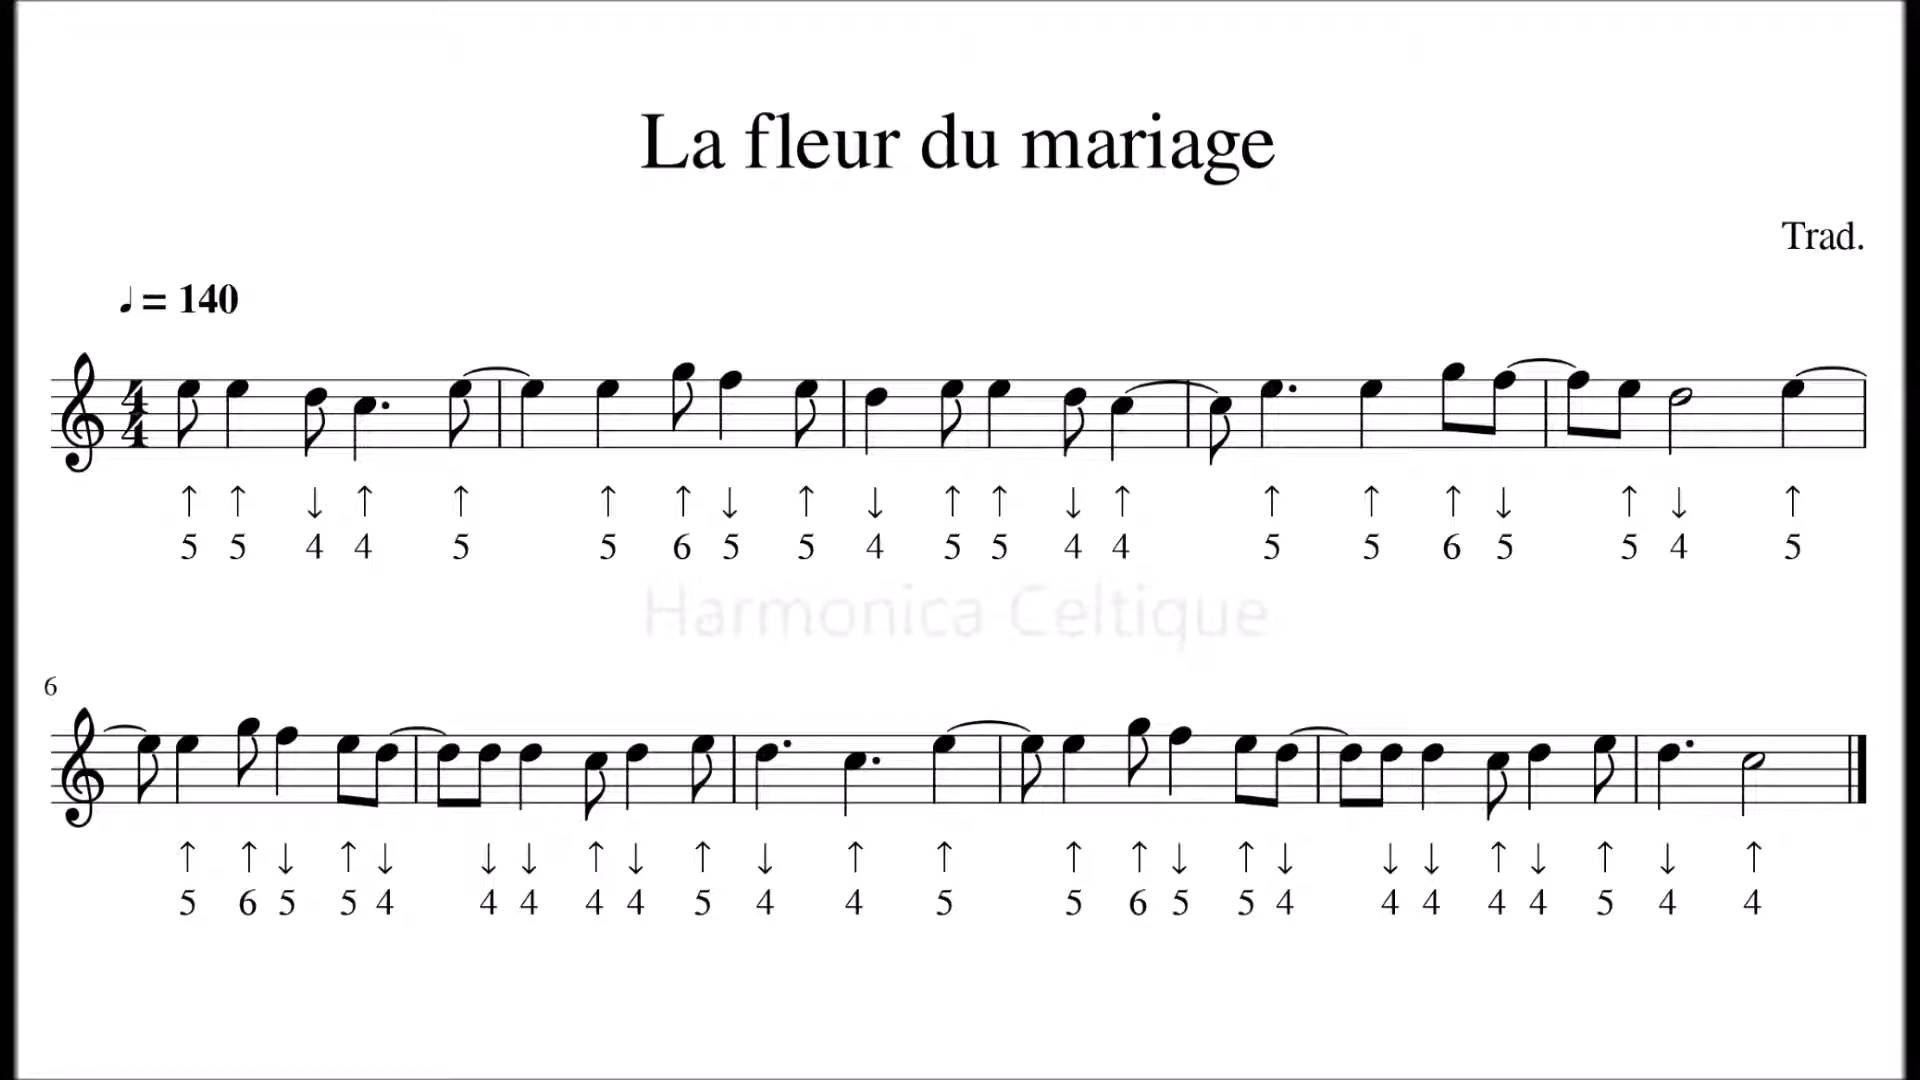 La fleur du mariage
Trad.
♩ = 140
4
4
↑ ↑ ↓ ↑ ↑ ↑ ↑ ↓ ↑ ↓ ↑ ↑ ↓ ↑ ↑ ↑ ↑ ↓ ↑ ↓ ↑
5 5 4 4 5 5 6 5 5 4 5 5 4 4 5 5 6 5 5 4 5
Harmonica Celtique
6
↑ ↑ ↓ ↑ ↓ ↓ ↓ ↑ ↓ ↑ ↓ ↑ ↑ ↑ ↑ ↓ ↑ ↓ ↓ ↓ ↑ ↓ ↑ ↓ ↑
5 6 5 5 4 4 4 4 4 5 4 4 5 5 6 5 5 4 4 4 4 4 5 4 4